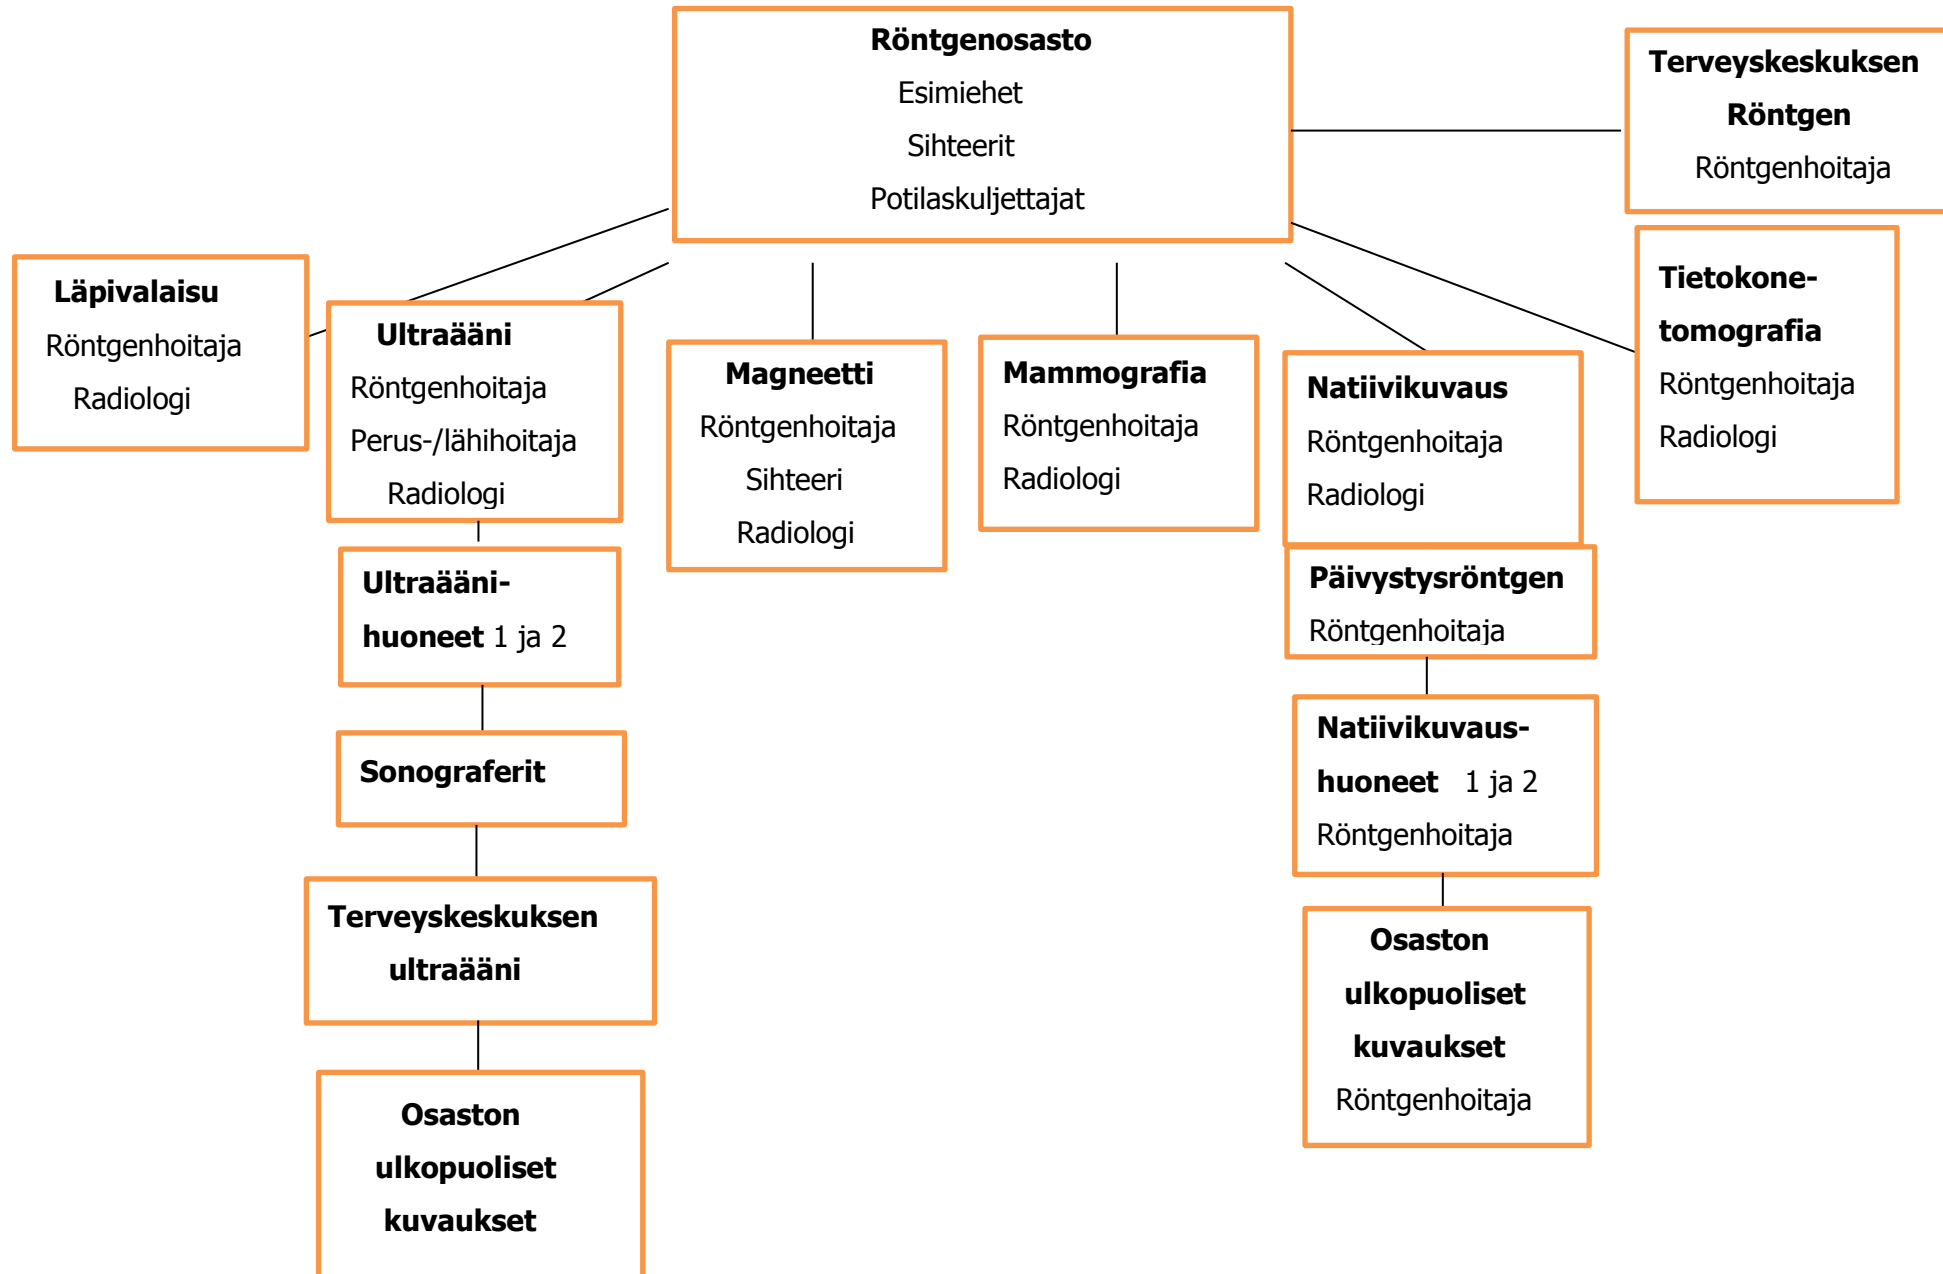 Röntgenosasto
Esimiehet
Sihteerit
Potilaskuljettajat
Terveyskeskuksen
Röntgen
Röntgenhoitaja
Läpivalaisu
Röntgenhoitaja
Radiologi
Ultraääni
Röntgenhoitaja
Perus-/lähihoitaja
Radiologi
Magneetti
Röntgenhoitaja
Sihteeri
Radiologi
Mammografia
Röntgenhoitaja
Radiologi
Natiivikuvaus
Röntgenhoitaja
Radiologi
Tietokone-
tomografia
Röntgenhoitaja
Radiologi
Ultraääni-
huoneet 1 ja 2
Sonograferit
Terveyskeskuksen
ultraääni
Osaston
ulkopuoliset
kuvaukset
Päivystysröntgen
Röntgenhoitaja
Natiivikuvaus-
huoneet 1 ja 2
Röntgenhoitaja
Osaston
ulkopuoliset
kuvaukset
Röntgenhoitaja